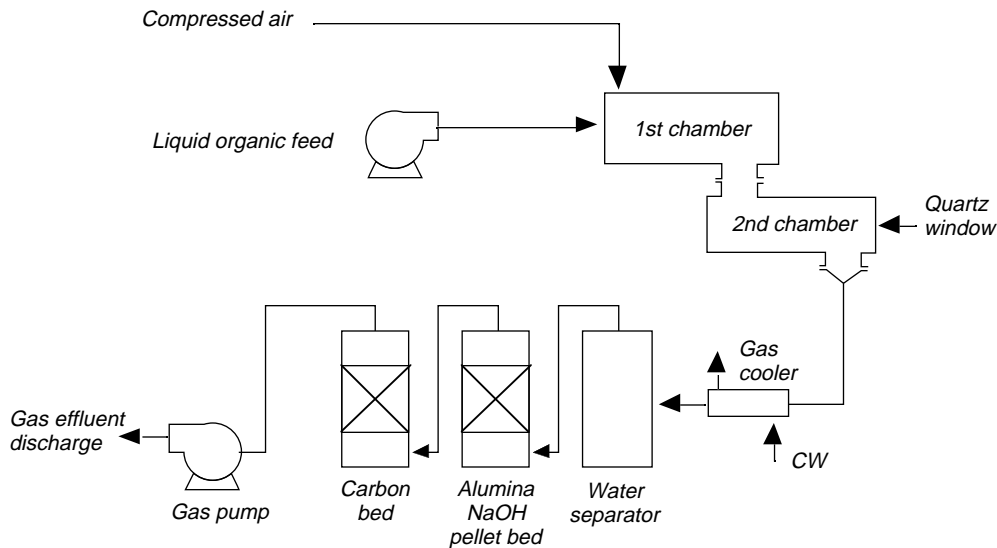 Compressed air
Liquid organic feed
1st chamber
2nd chamber
Quartz
window
Gas
cooler
CW
Gas effluent
discharge
Gas pump
Carbon
bed
Alumina
NaOH
pellet bed
Water
separator